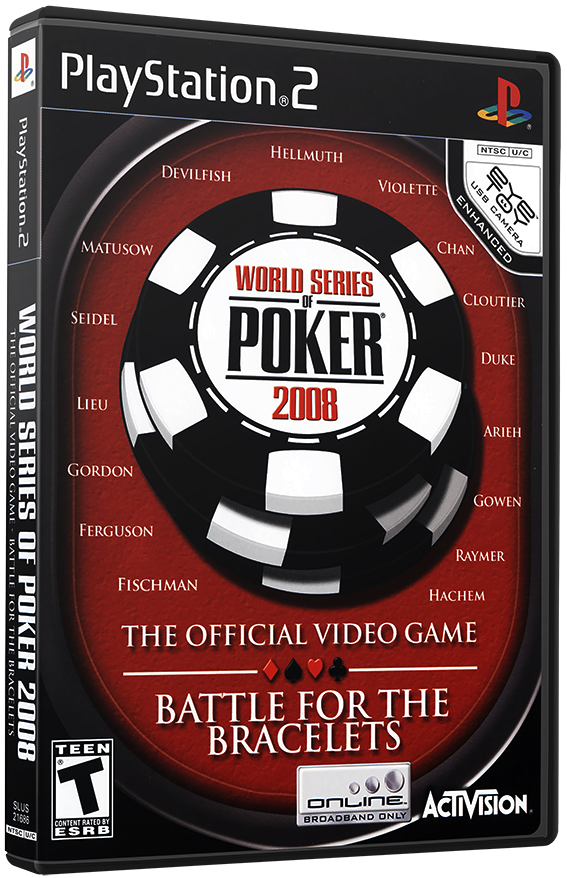 PlayStation®2
NTSC U/C
EYE TOY®
USB CAMERA
ENHANCED
HELLMUTH
DEVILFISH
VIOLETTE
MATUSOW
CHAN
SEIDEL
CLOUTIER
DUKE
LIEU
ARIEH
GORDON
GOWEN
FERGUSON
RAYMER
FISCHMAN
HACHEM
WORLD SERIES
OF
POKER®
2008
THE OFFICIAL VIDEO GAME
BATTLE FOR THE
BRACELETS
TEEN
T
CONTENT RATED BY
ESRB
ONLINE
BROADBAND ONLY
ACTIVISION
PlayStation®2
WORLD SERIES OF POKER 2008
THE OFFICIAL VIDEO GAME - BATTLE FOR THE BRACELETS
SLUS
21686
NTSC U/C